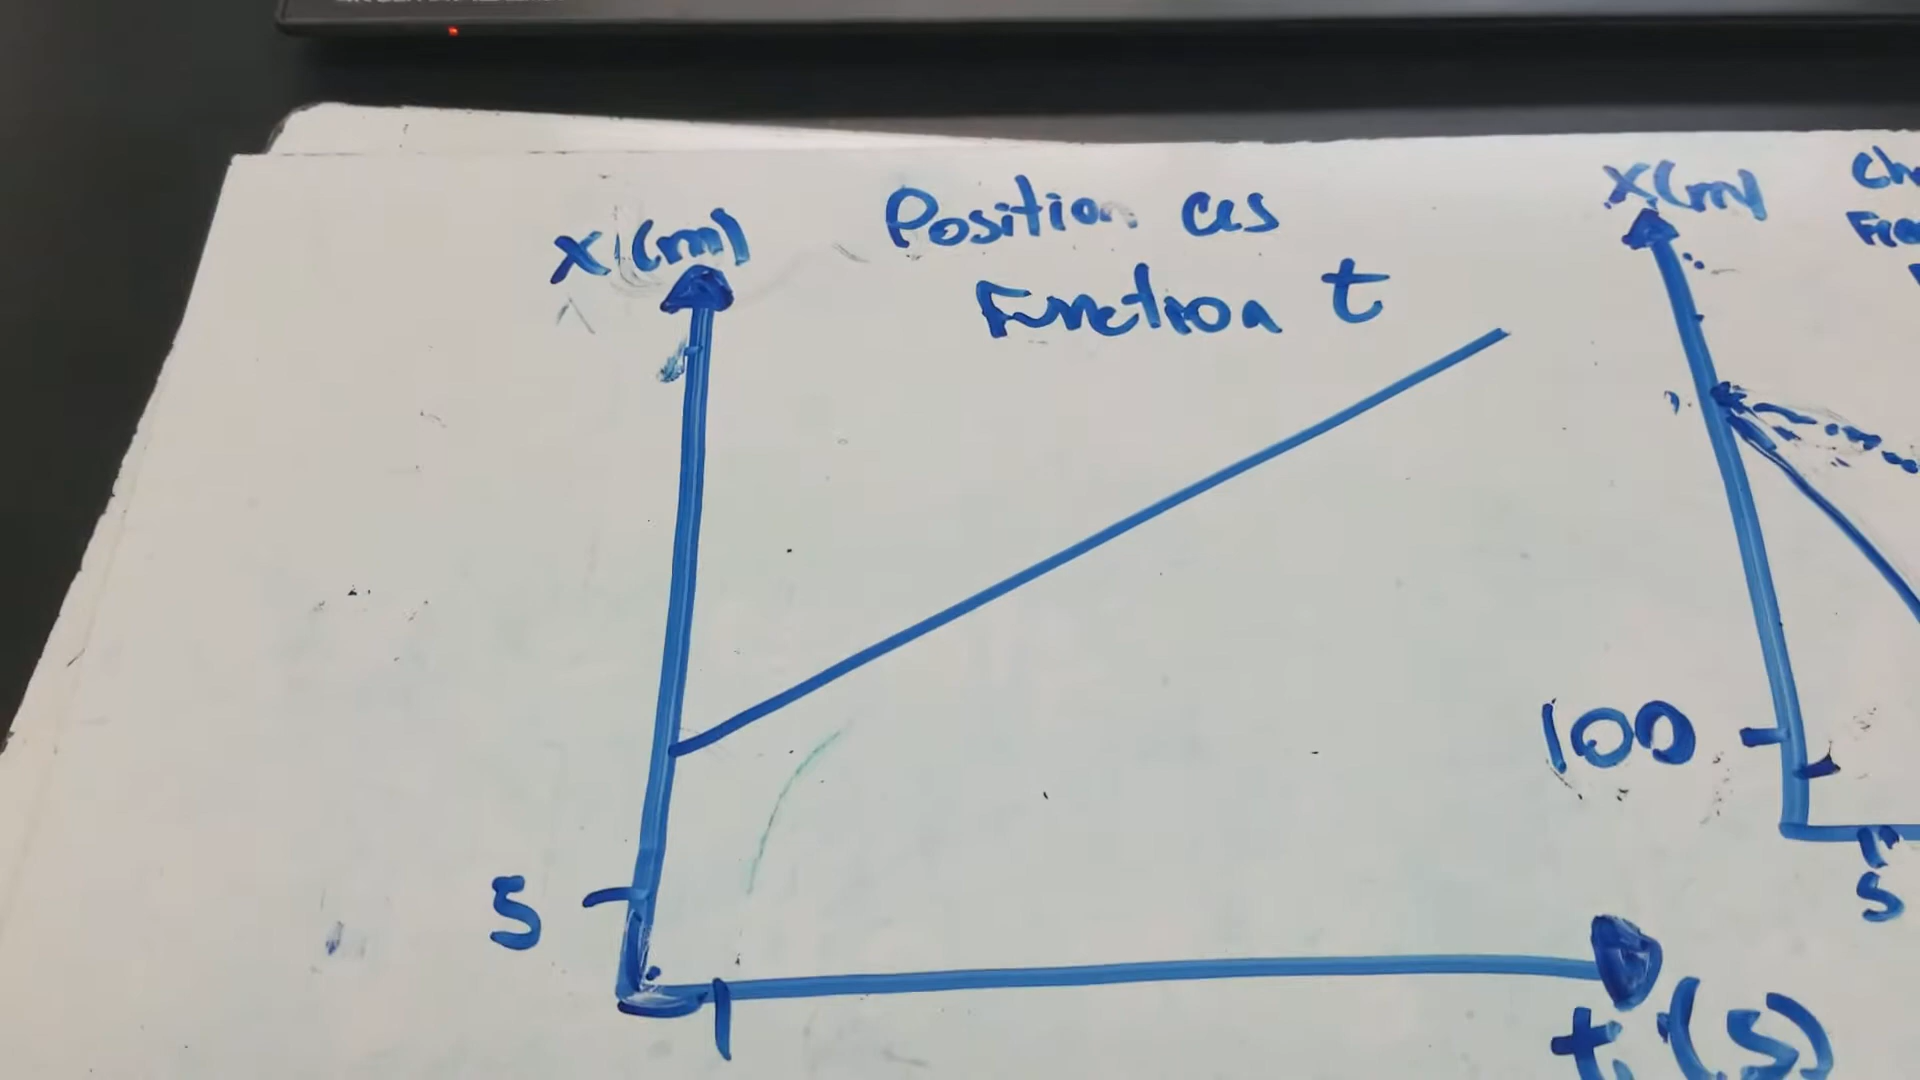 x (m)
Position as
Function t
5
1
t (s)
x(m)
100
5